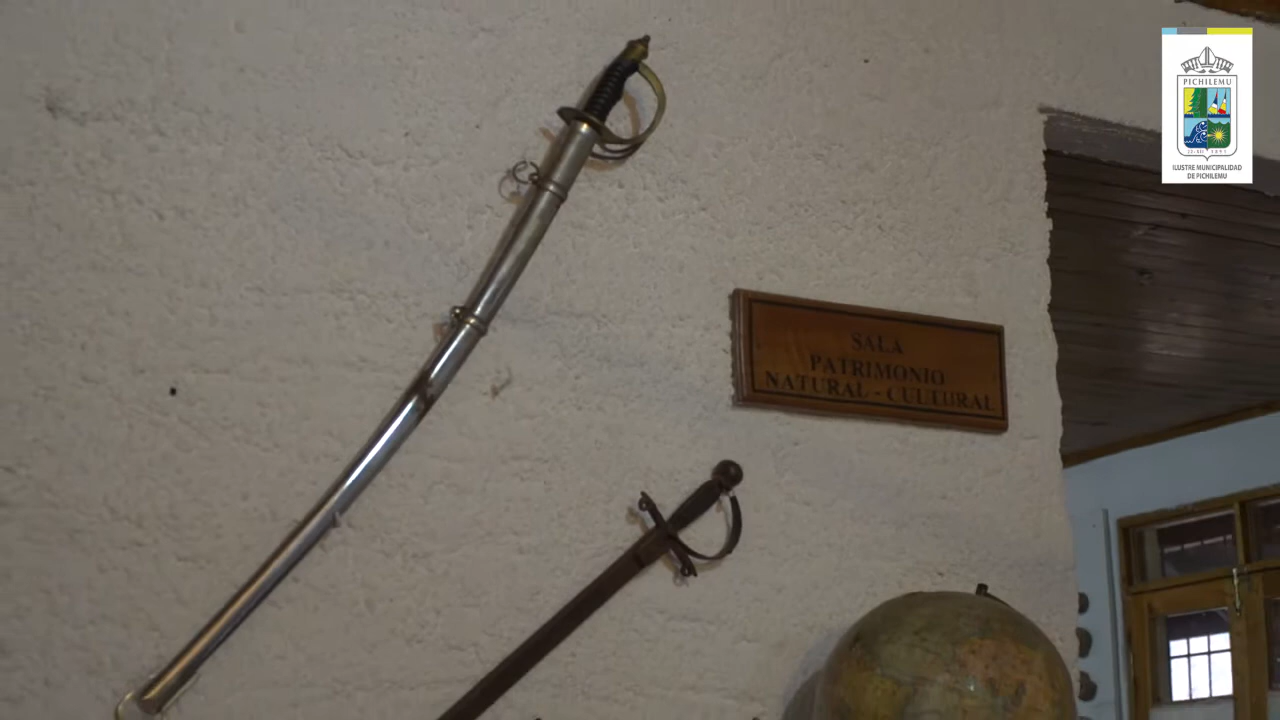 PICHILEMU
ILUSTRE MUNICIPALIDAD
DE PICHILEMU
SALA
PATRIMONIO
NATURAL - CULTURAL